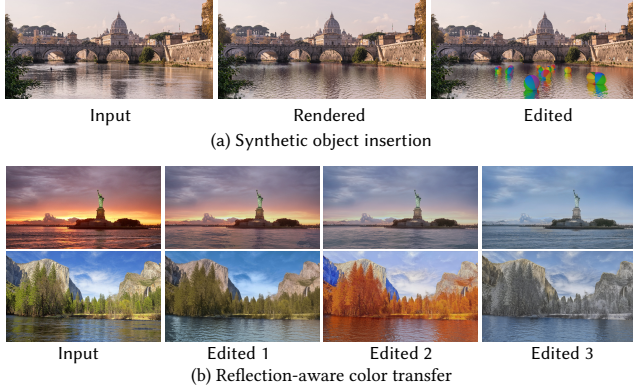 Input Rendered Edited
(a) Synthetic object insertion
Input Edited 1 Edited 2 Edited 3
(b) Reflection-aware color transfer